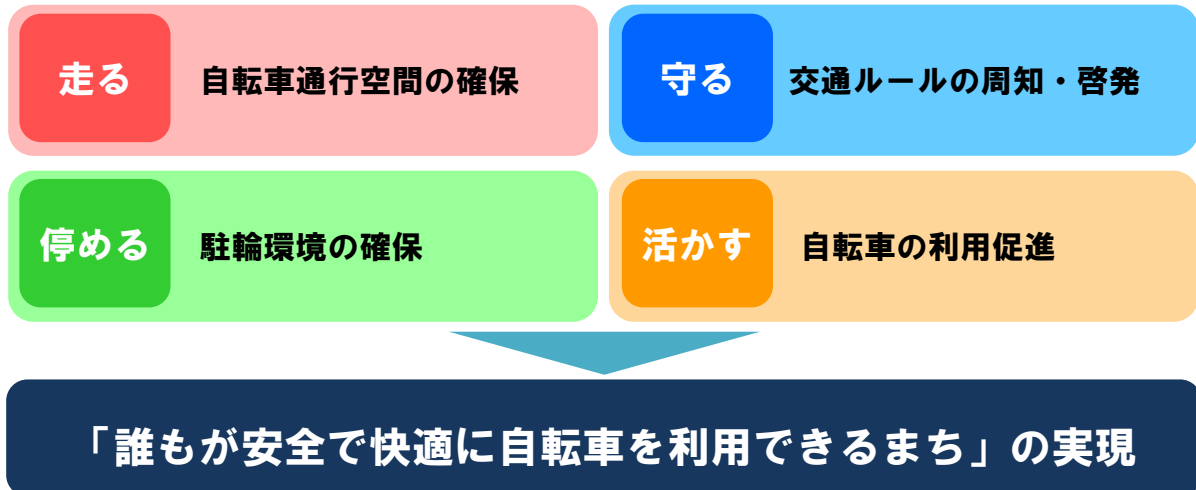 走る 自転車通行空間の確保
守る 交通ルールの周知・啓発
停める 駐輪環境の確保
活かす 自転車の利用促進
「誰もが安全で快適に自転車を利用できるまち」の実現